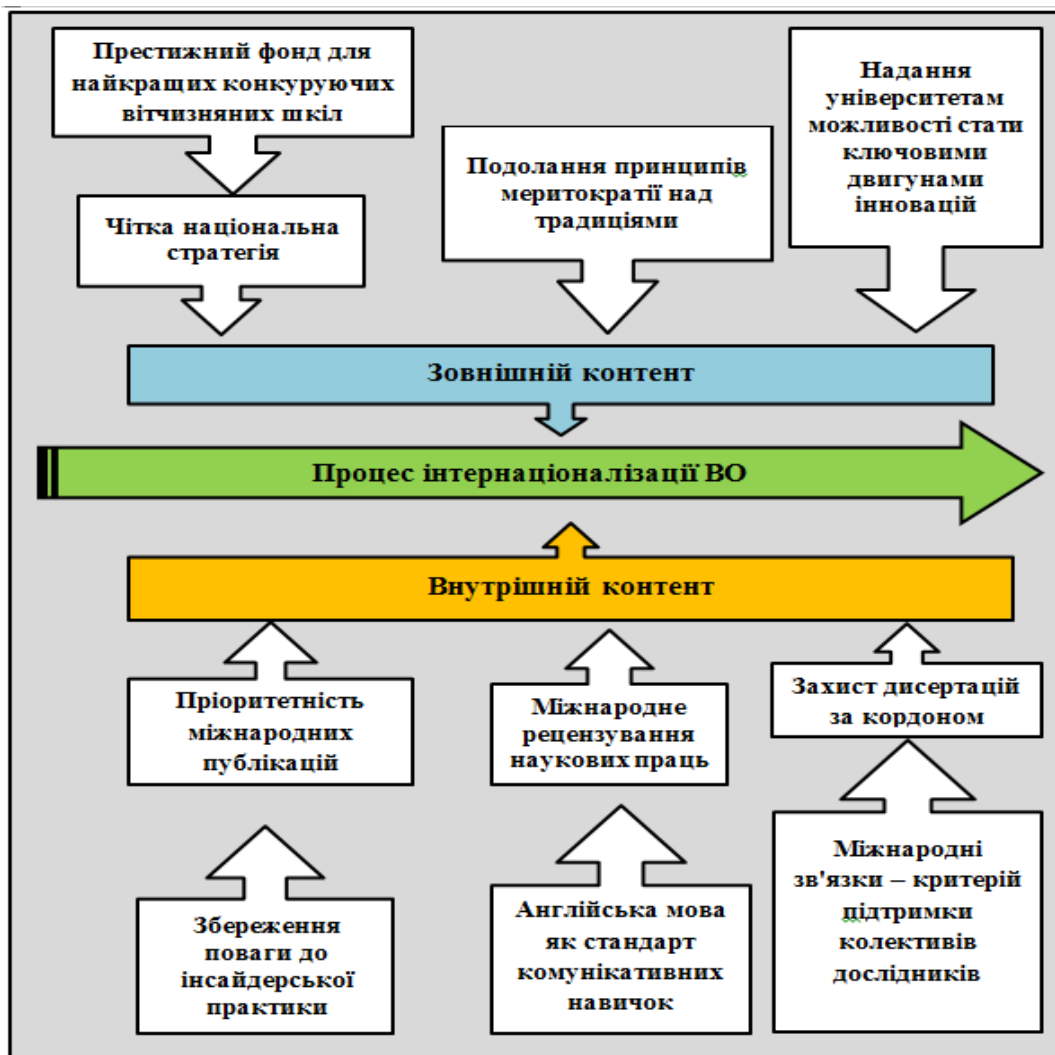 Престижний фонд для
найкращих конкуруючих
вітчизняних шкіл
Чітка національна
стратегія
Подолання принципів
меритократії над
традиціями
Надання
університетам
можливості стати
ключовими
двигунами
інновацій
Зовнішній контент
Процес інтернаціоналізації ВО
Внутрішній контент
Пріоритетність
міжнародних
публікацій
Міжнародне
рецензування
наукових праць
Захист дисертацій
за кордоном
Збереження
поваги до
інсайдерської
практики
Англійська мова
як стандарт
комунікативних
навичок
Міжнародні
зв'язки – критерій
підтримки
колективів
дослідників